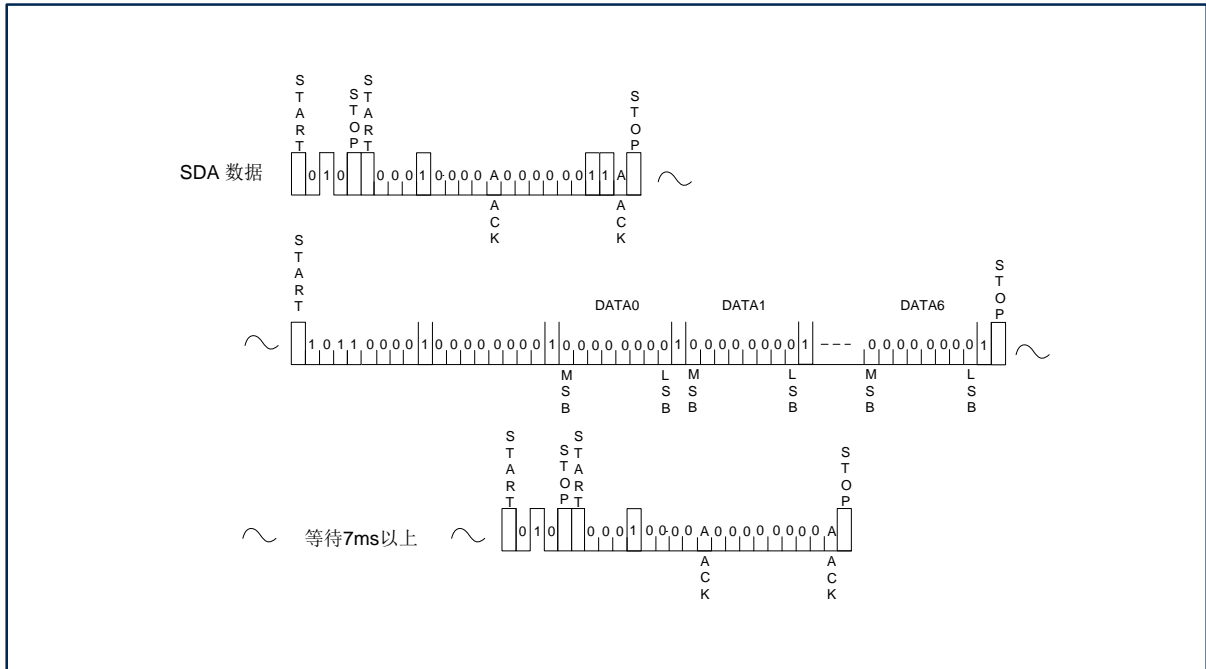 START
STOP
START
STOP
SDA 数据
0 1 0 0 0 0 1 0 0 0 0 A 0 0 0 0 0 0 1 1 A
ACK
ACK
START
STOP
DATA0 DATA1 DATA6
1 0 1 1 0 0 0 0 1 0 0 0 0 0 0 0 0 1 0 0 0 0 0 0 0 0 1 0 0 0 0 0 0 0 0 1 --- 0 0 0 0 0 0 0 0 1
MSB LSB MSB LSB MSB LSB
START
STOP
START
STOP
等待7ms以上
0 1 0 0 0 0 1 0 0 0 0 A 0 0 0 0 0 0 0 0 A
ACK
ACK